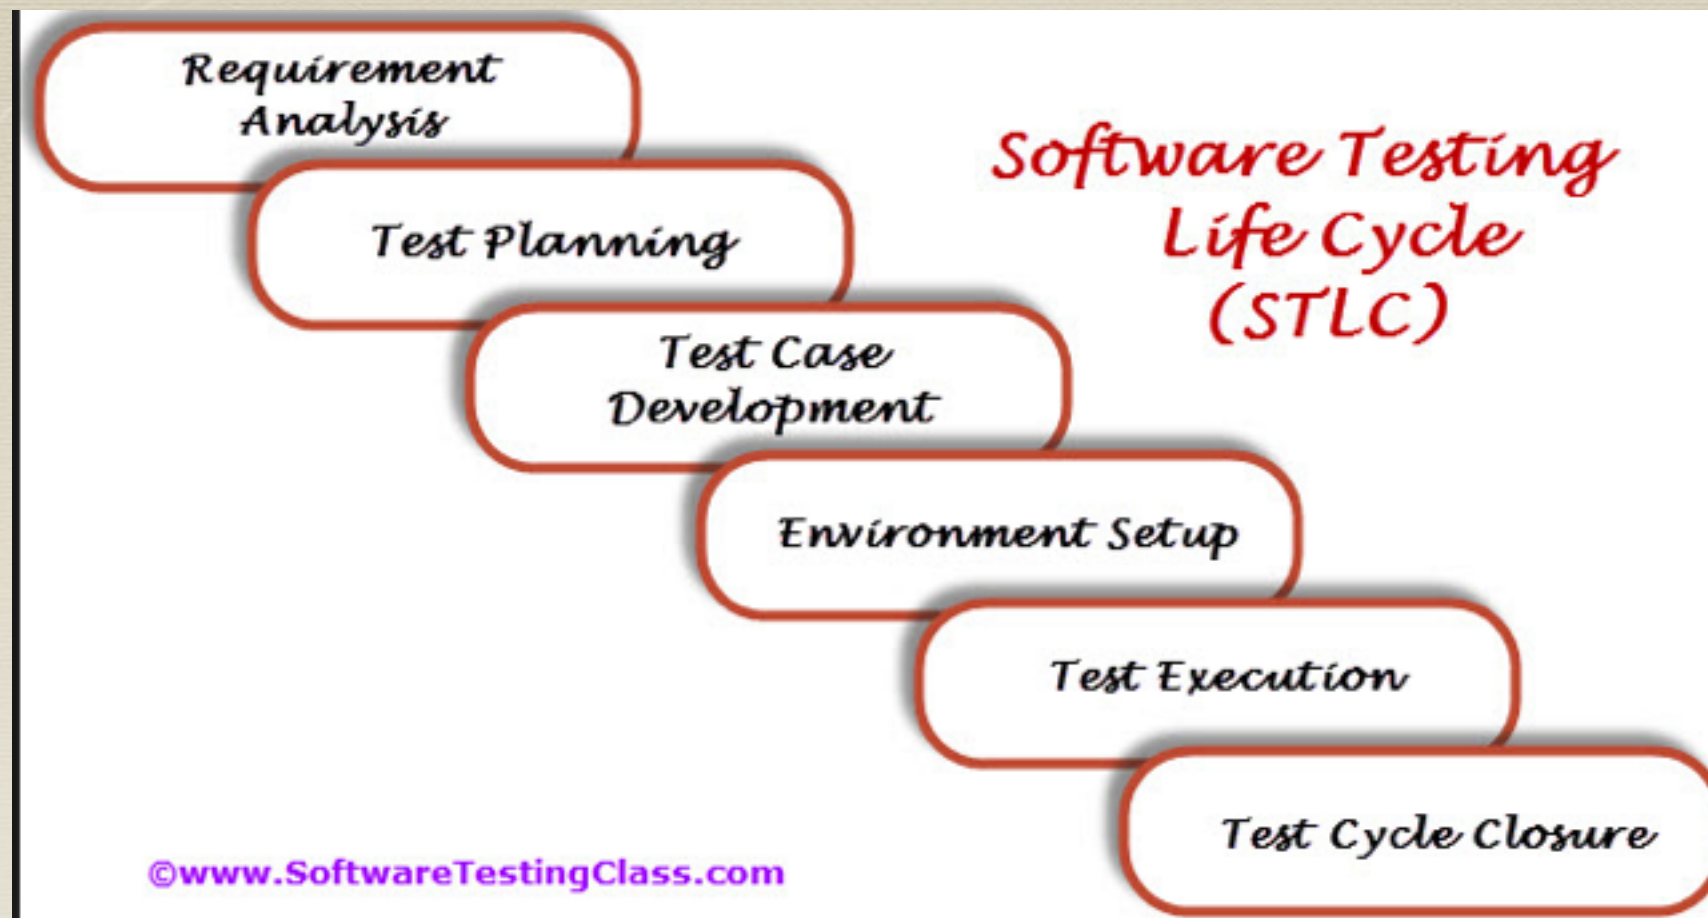 Requirement
Analysis
Test Planning
Test Case
Development
Environment Setup
Test Execution
Test Cycle Closure
Software Testing
Life Cycle
(STLC)
©www.SoftwareTestingClass.com